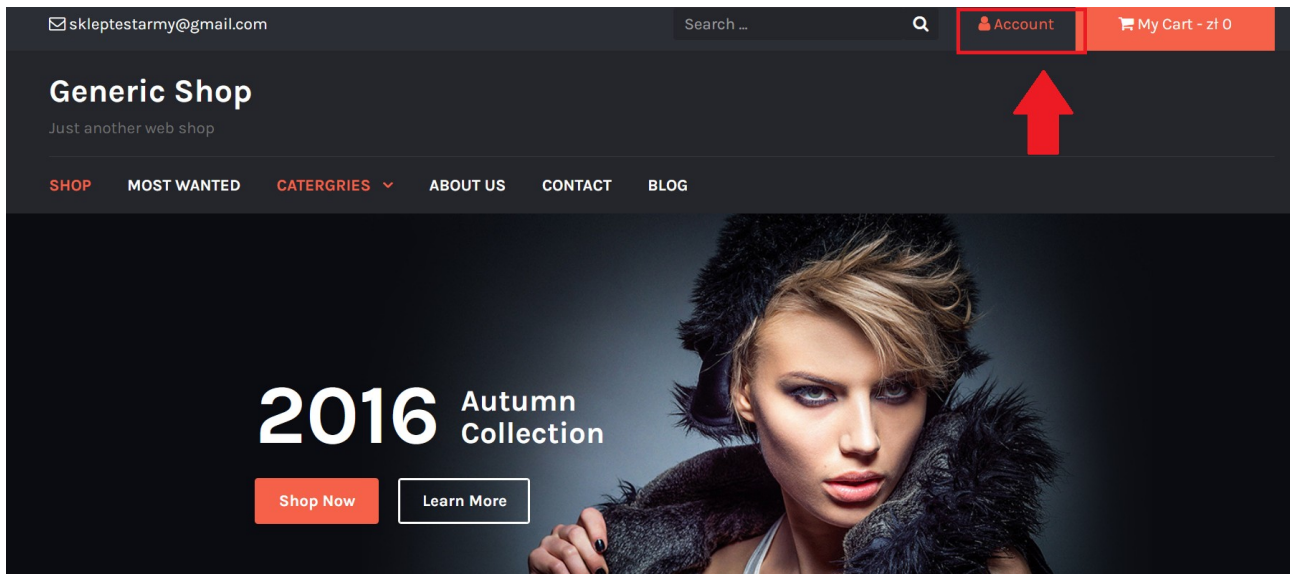 skleptestarmy@gmail.com Search ... Account My Cart - zł 0
Generic Shop
Just another web shop
SHOP MOST WANTED CATERGRIES ABOUT US CONTACT BLOG
2016 Autumn
Collection
Shop Now Learn More